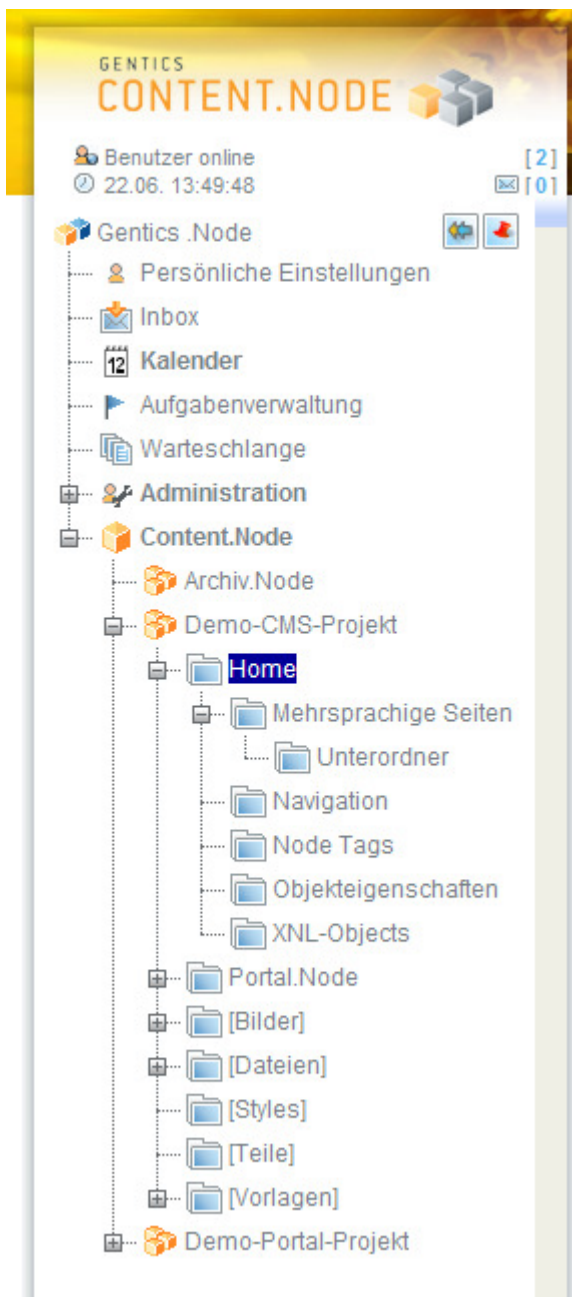 GENTICS
CONTENT.NODE
Benutzer online [2]
22.06. 13:49:48 [0]
Gentics .Node
Persönliche Einstellungen
Inbox
12 Kalender
Aufgabenverwaltung
Warteschlange
Administration
Content.Node
Archiv.Node
Demo-CMS-Projekt
Home
Mehrsprachige Seiten
Unterordner
Navigation
Node Tags
Objekteigenschaften
XNL-Objects
Portal.Node
[Bilder]
[Dateien]
[Styles]
[Teile]
[Vorlagen]
Demo-Portal-Projekt